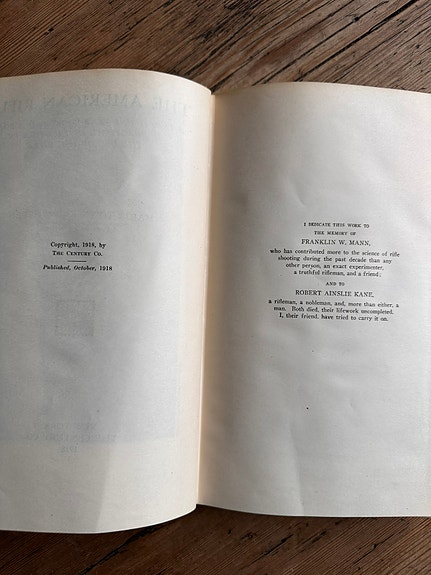 Copyright, 1918, by
The Century Co.
Published, October, 1918
I DEDICATE THIS WORK TO
THE MEMORY OF
FRANKLIN W. MANN,
who has contributed more to the science of rifle
shooting during the past decade than any
other person, an exact experimenter,
a truthful rifleman, and a friend;
AND TO
ROBERT AINSLIE KANE,
a rifleman, a nobleman, and, more than either, a
man. Both died, their lifework uncompleted.
I, their friend. have tried to carry it on.